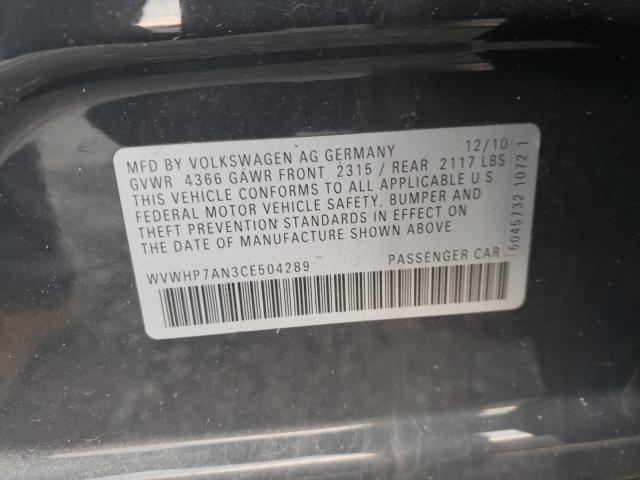 MFD BY VOLKSWAGEN AG GERMANY 12/10
GVWR 4366 GAWR FRONT 2315 / REAR 2117 LBS
THIS VEHICLE CONFORMS TO ALL APPLICABLE U.S.
FEDERAL MOTOR VEHICLE SAFETY, BUMPER AND
THEFT PREVENTION STANDARDS IN EFFECT ON
THE DATE OF MANUFACTURE SHOWN ABOVE.
WVWHP7AN3CE504289 PASSENGER CAR
5045732 1072 1